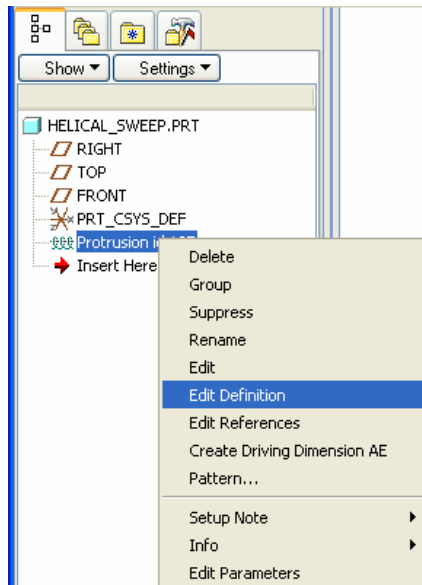 Show Settings
HELICAL_SWEEP.PRT
RIGHT
TOP
FRONT
PRT_CSYS_DEF
Protrusion id
Insert Here
Delete
Group
Suppress
Rename
Edit
Edit Definition
Edit References
Create Driving Dimension AE
Pattern...
Setup Note
Info
Edit Parameters